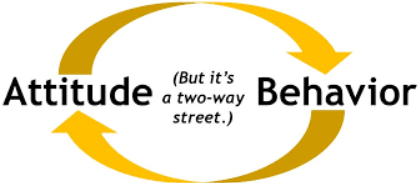 Attitude
(But it's
a two-way
street.)
Behavior